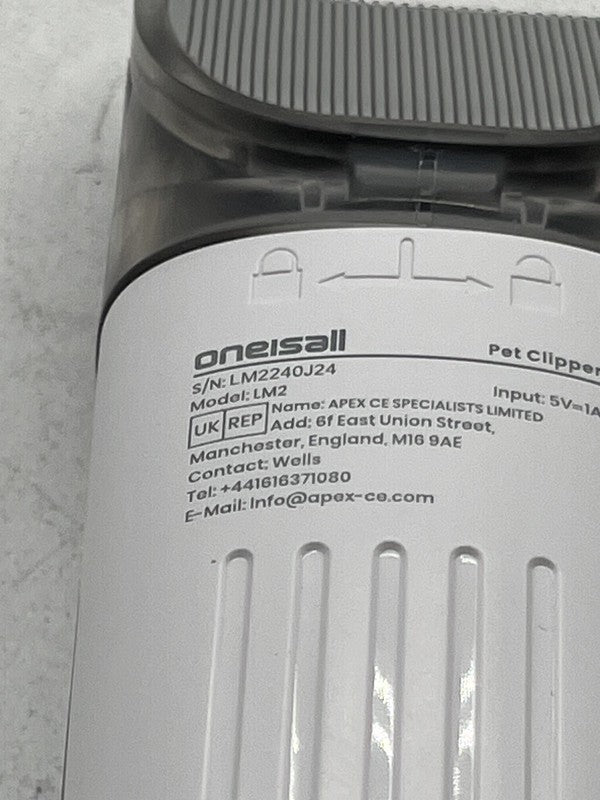 oneisall
Pet Clipper
S/N: LM2240J24
Model: LM2
Input: 5V=1A
UK REP Name: APEX CE SPECIALISTS LIMITED
Add: 6f East Union Street,
Manchester, England, M16 9AE
Contact: Wells
Tel: +441616371080
E-Mail: Info@apex-ce.com